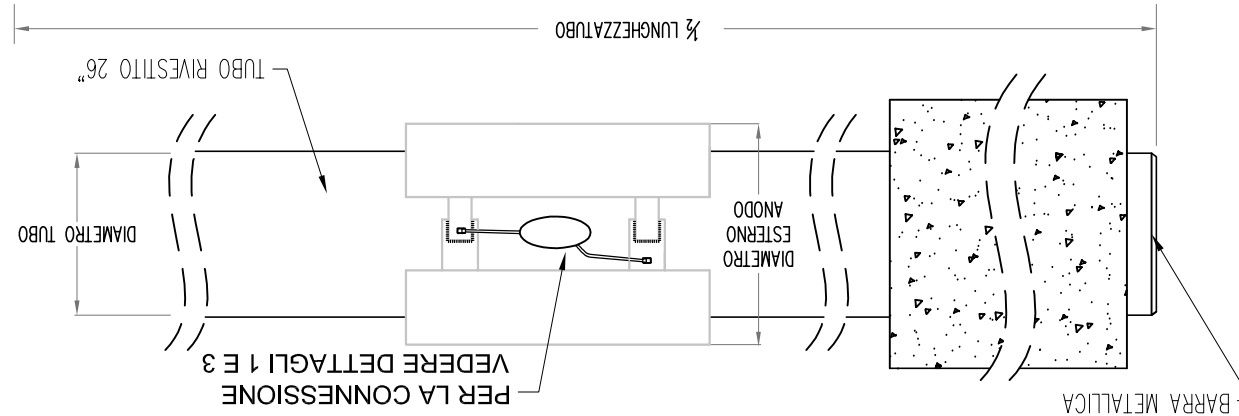 BARRA METALLICA
PER LA CONNESSIONE
VEDERE DETTAGLI 1 E 3
DIAMETRO
ESTERNO
ANODO
DIAMETRO TUBO
TUBO RIVESTITO 26"
½ LUNGHEZZATUBO